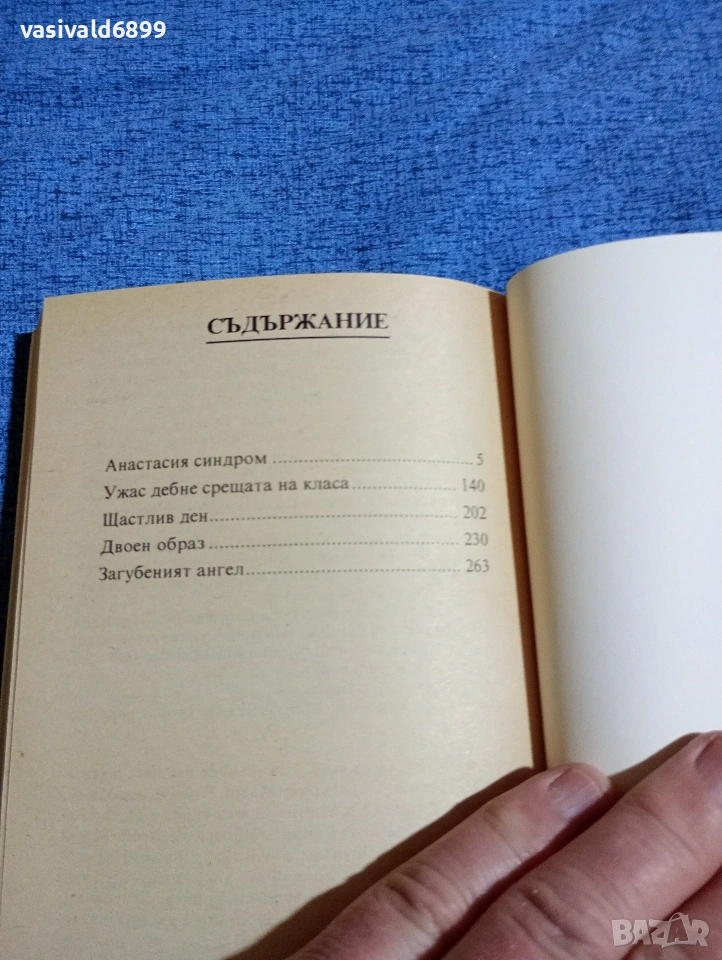 vasivald6899
СЪДЪРЖАНИЕ
Анастасия синдром 5
Ужас дебне срещата на класа 140
Щастлив ден 202
Двоен образ 230
Загубеният ангел 263
BAZAR